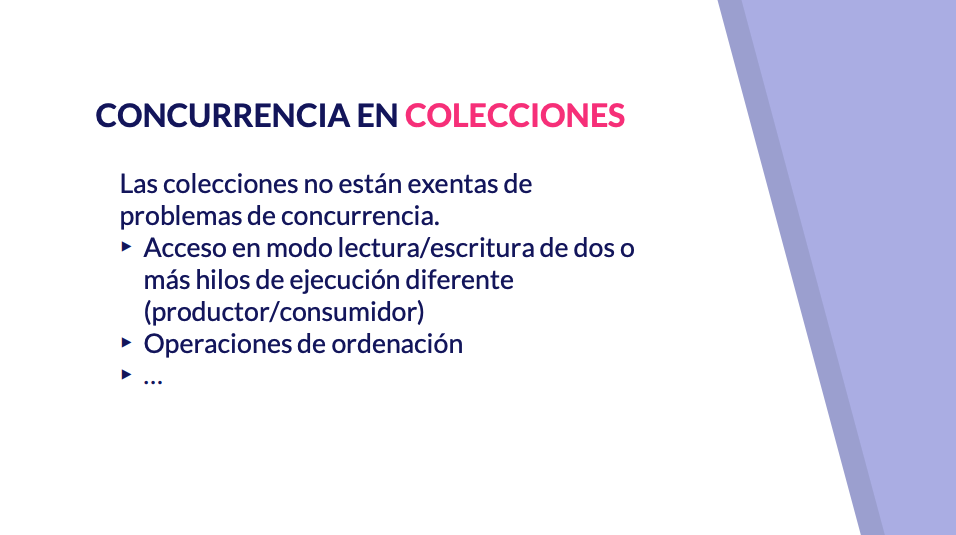 CONCURRENCIA EN COLECCIONES
Las colecciones no están exentas de
problemas de concurrencia.
▸ Acceso en modo lectura/escritura de dos o
más hilos de ejecución diferente
(productor/consumidor)
▸ Operaciones de ordenación
▸ …